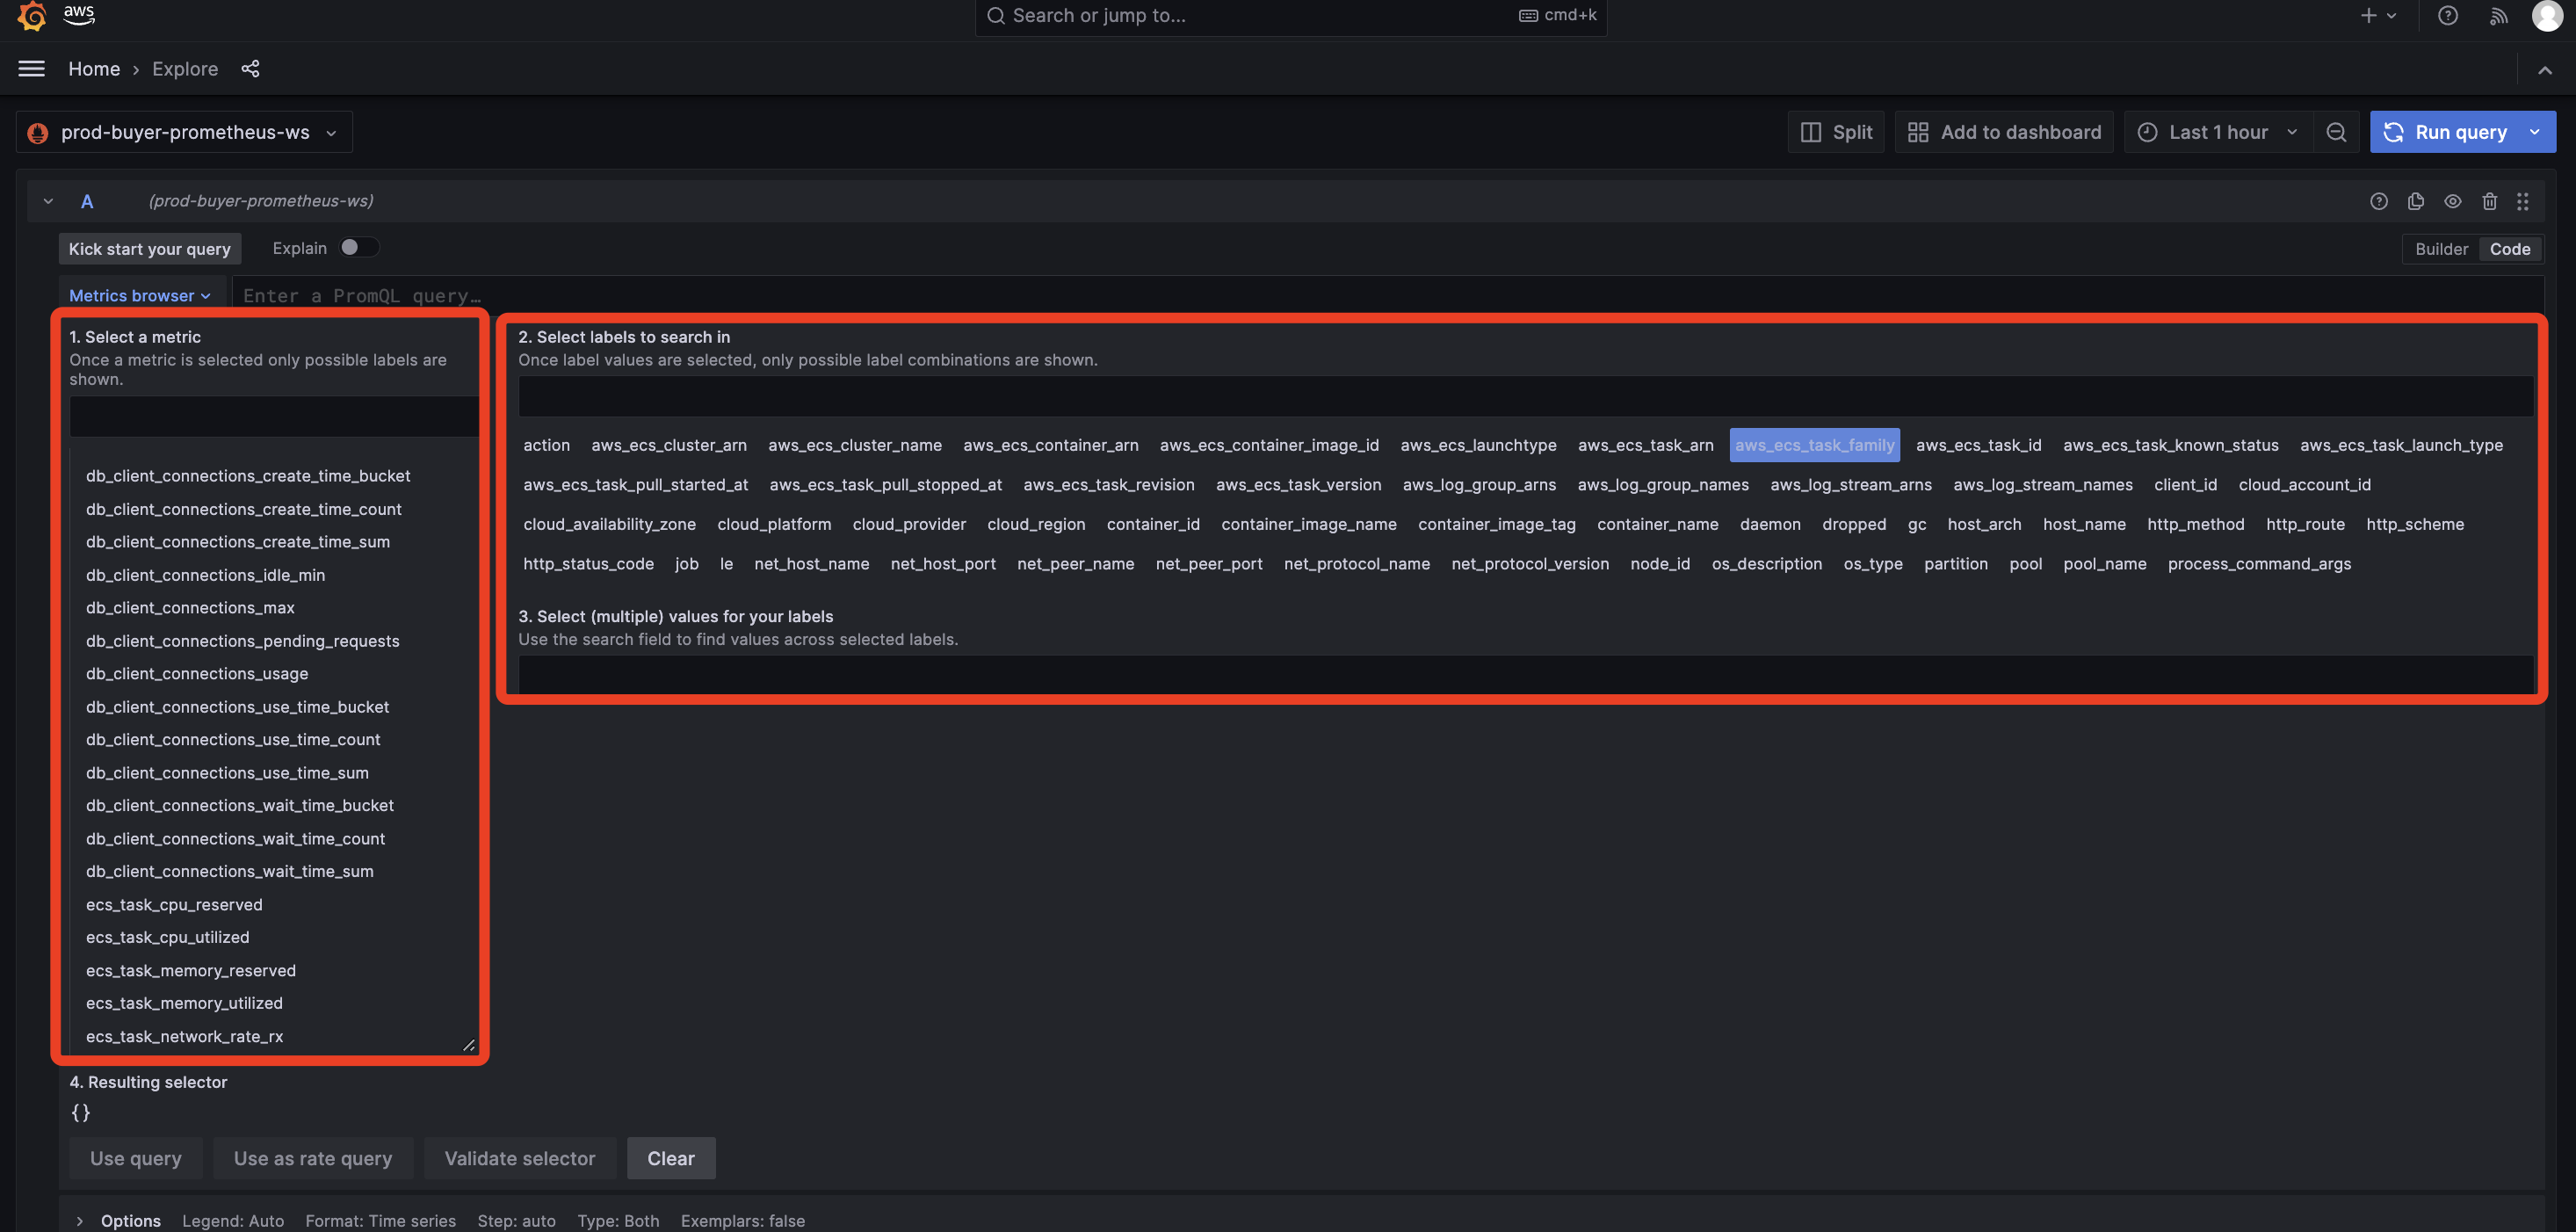 aws
Search or jump to...
cmd+k
Home › Explore
prod-buyer-prometheus-ws
Split
Add to dashboard
Last 1 hour
Run query
A
(prod-buyer-prometheus-ws)
Kick start your query
Explain
Builder
Code
Metrics browser
Enter a PromQL query…
1. Select a metric
Once a metric is selected only possible labels are
shown.
db_client_connections_create_time_bucket
db_client_connections_create_time_count
db_client_connections_create_time_sum
db_client_connections_idle_min
db_client_connections_max
db_client_connections_pending_requests
db_client_connections_usage
db_client_connections_use_time_bucket
db_client_connections_use_time_count
db_client_connections_use_time_sum
db_client_connections_wait_time_bucket
db_client_connections_wait_time_count
db_client_connections_wait_time_sum
ecs_task_cpu_reserved
ecs_task_cpu_utilized
ecs_task_memory_reserved
ecs_task_memory_utilized
ecs_task_network_rate_rx
2. Select labels to search in
Once label values are selected, only possible label combinations are shown.
action aws_ecs_cluster_arn aws_ecs_cluster_name aws_ecs_container_arn aws_ecs_container_image_id aws_ecs_launchtype aws_ecs_task_arn aws_ecs_task_family aws_ecs_task_id aws_ecs_task_known_status aws_ecs_task_launch_type
aws_ecs_task_pull_started_at aws_ecs_task_pull_stopped_at aws_ecs_task_revision aws_ecs_task_version aws_log_group_arns aws_log_group_names aws_log_stream_arns aws_log_stream_names client_id cloud_account_id
cloud_availability_zone cloud_platform cloud_provider cloud_region container_id container_image_name container_image_tag container_name daemon dropped gc host_arch host_name http_method http_route http_scheme
http_status_code job le net_host_name net_host_port net_peer_name net_peer_port net_protocol_name net_protocol_version node_id os_description os_type partition pool pool_name process_command_args
3. Select (multiple) values for your labels
Use the search field to find values across selected labels.
4. Resulting selector
{}
Use query
Use as rate query
Validate selector
Clear
Options Legend: Auto Format: Time series Step: auto Type: Both Exemplars: false